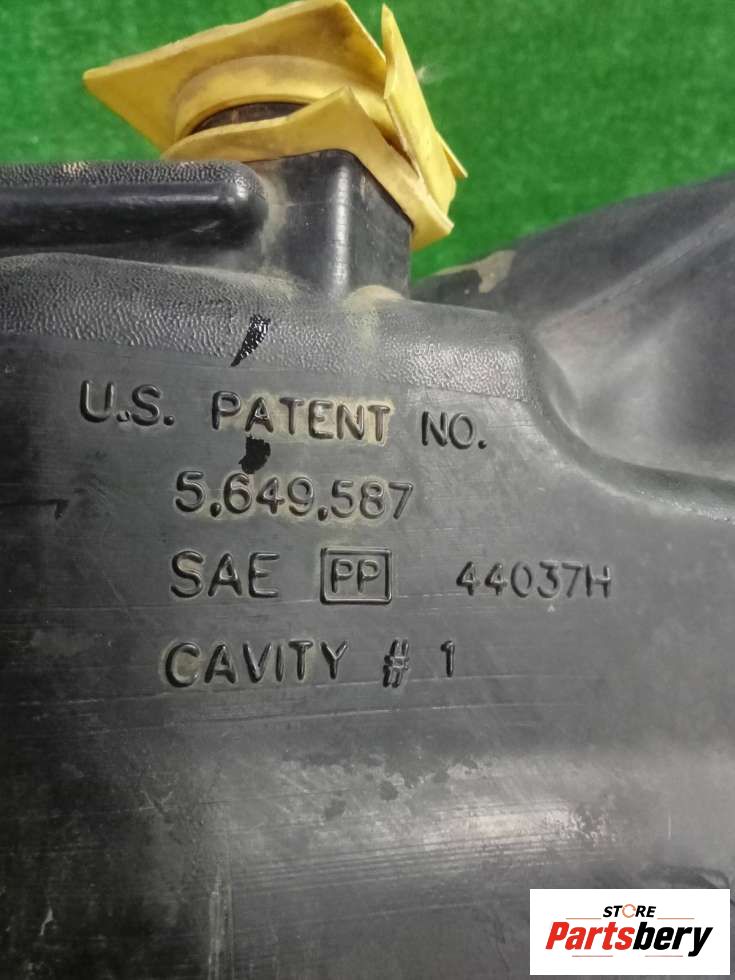 U.S. PATENT NO.
5,649,587
SAE PP 44037H
CAVITY # 1
STORE
Partsbery